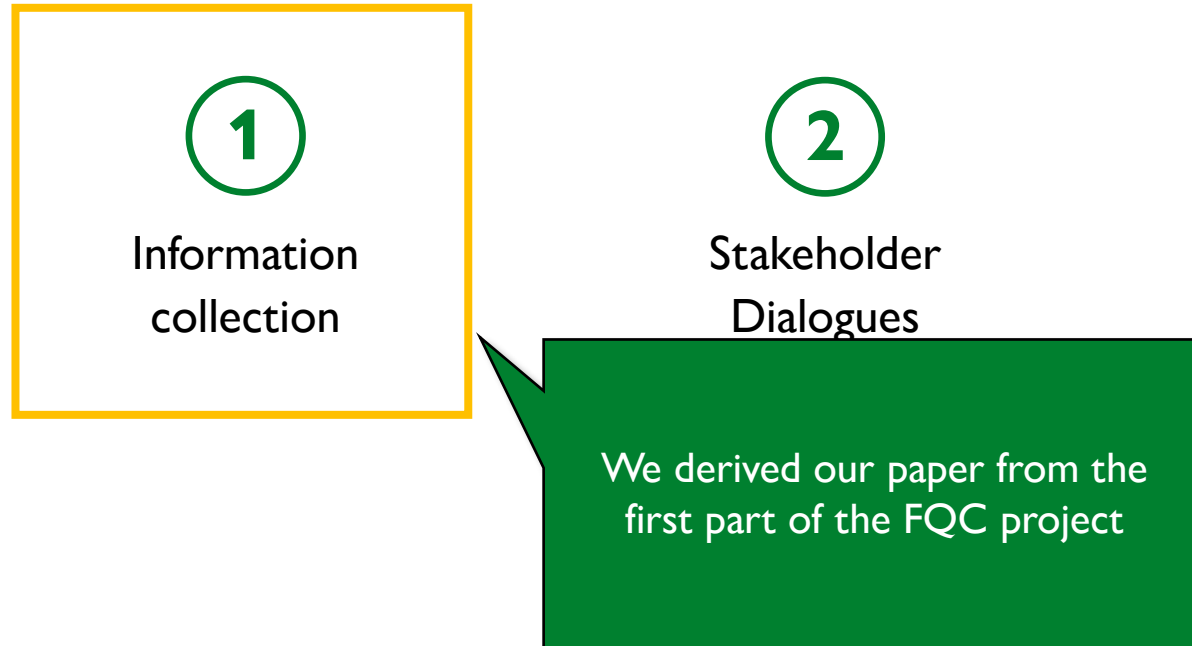 1
Information
collection
2
Stakeholder
Dialogues
We derived our paper from the
first part of the FQC project